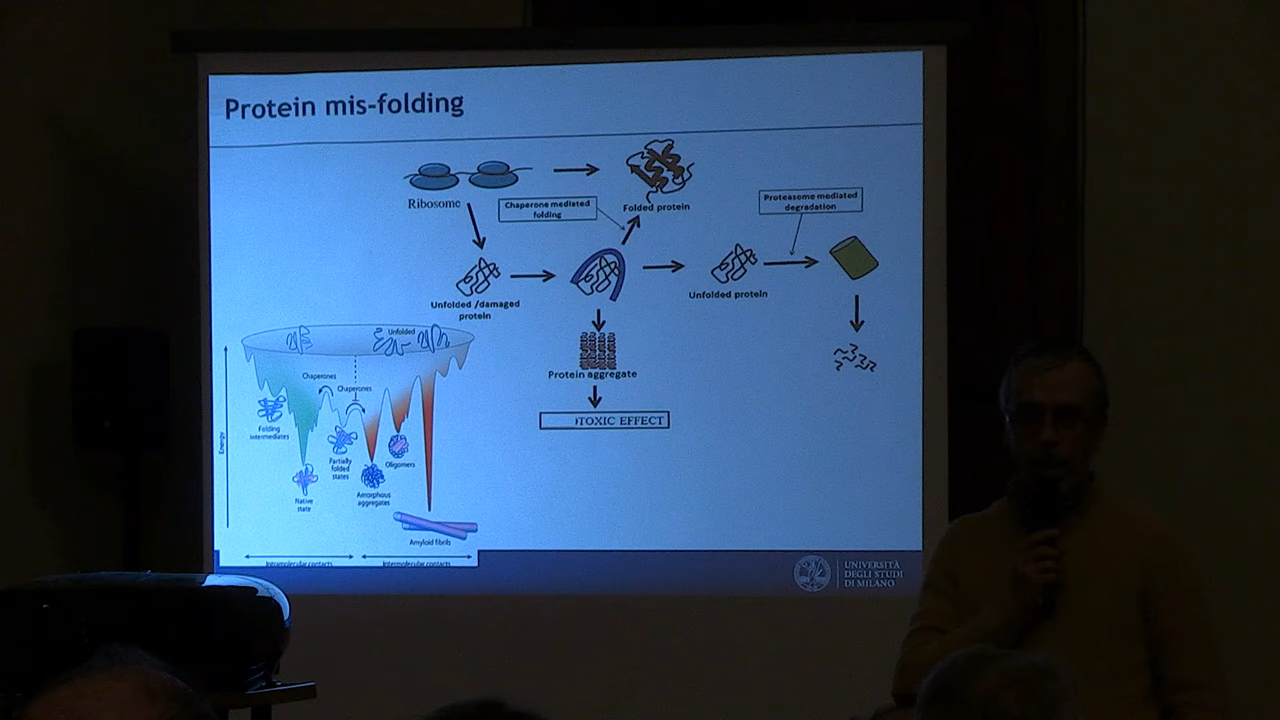 Protein mis-folding
Ribosome
Chaperone mediated
folding
Folded protein
Proteasome mediated
degradation
Unfolded /damaged
protein
Unfolded protein
Protein aggregate
TOXIC EFFECT
Unfolded
Chaperones
Chaperones
Energy
Folding
intermediates
Partially
folded
states
Oligomers
Native
state
Amorphous
aggregates
Amyloid fibrils
Intramolecular contacts
Intermolecular contacts
UNIVERSITÀ
DEGLI STUDI
DI MILANO